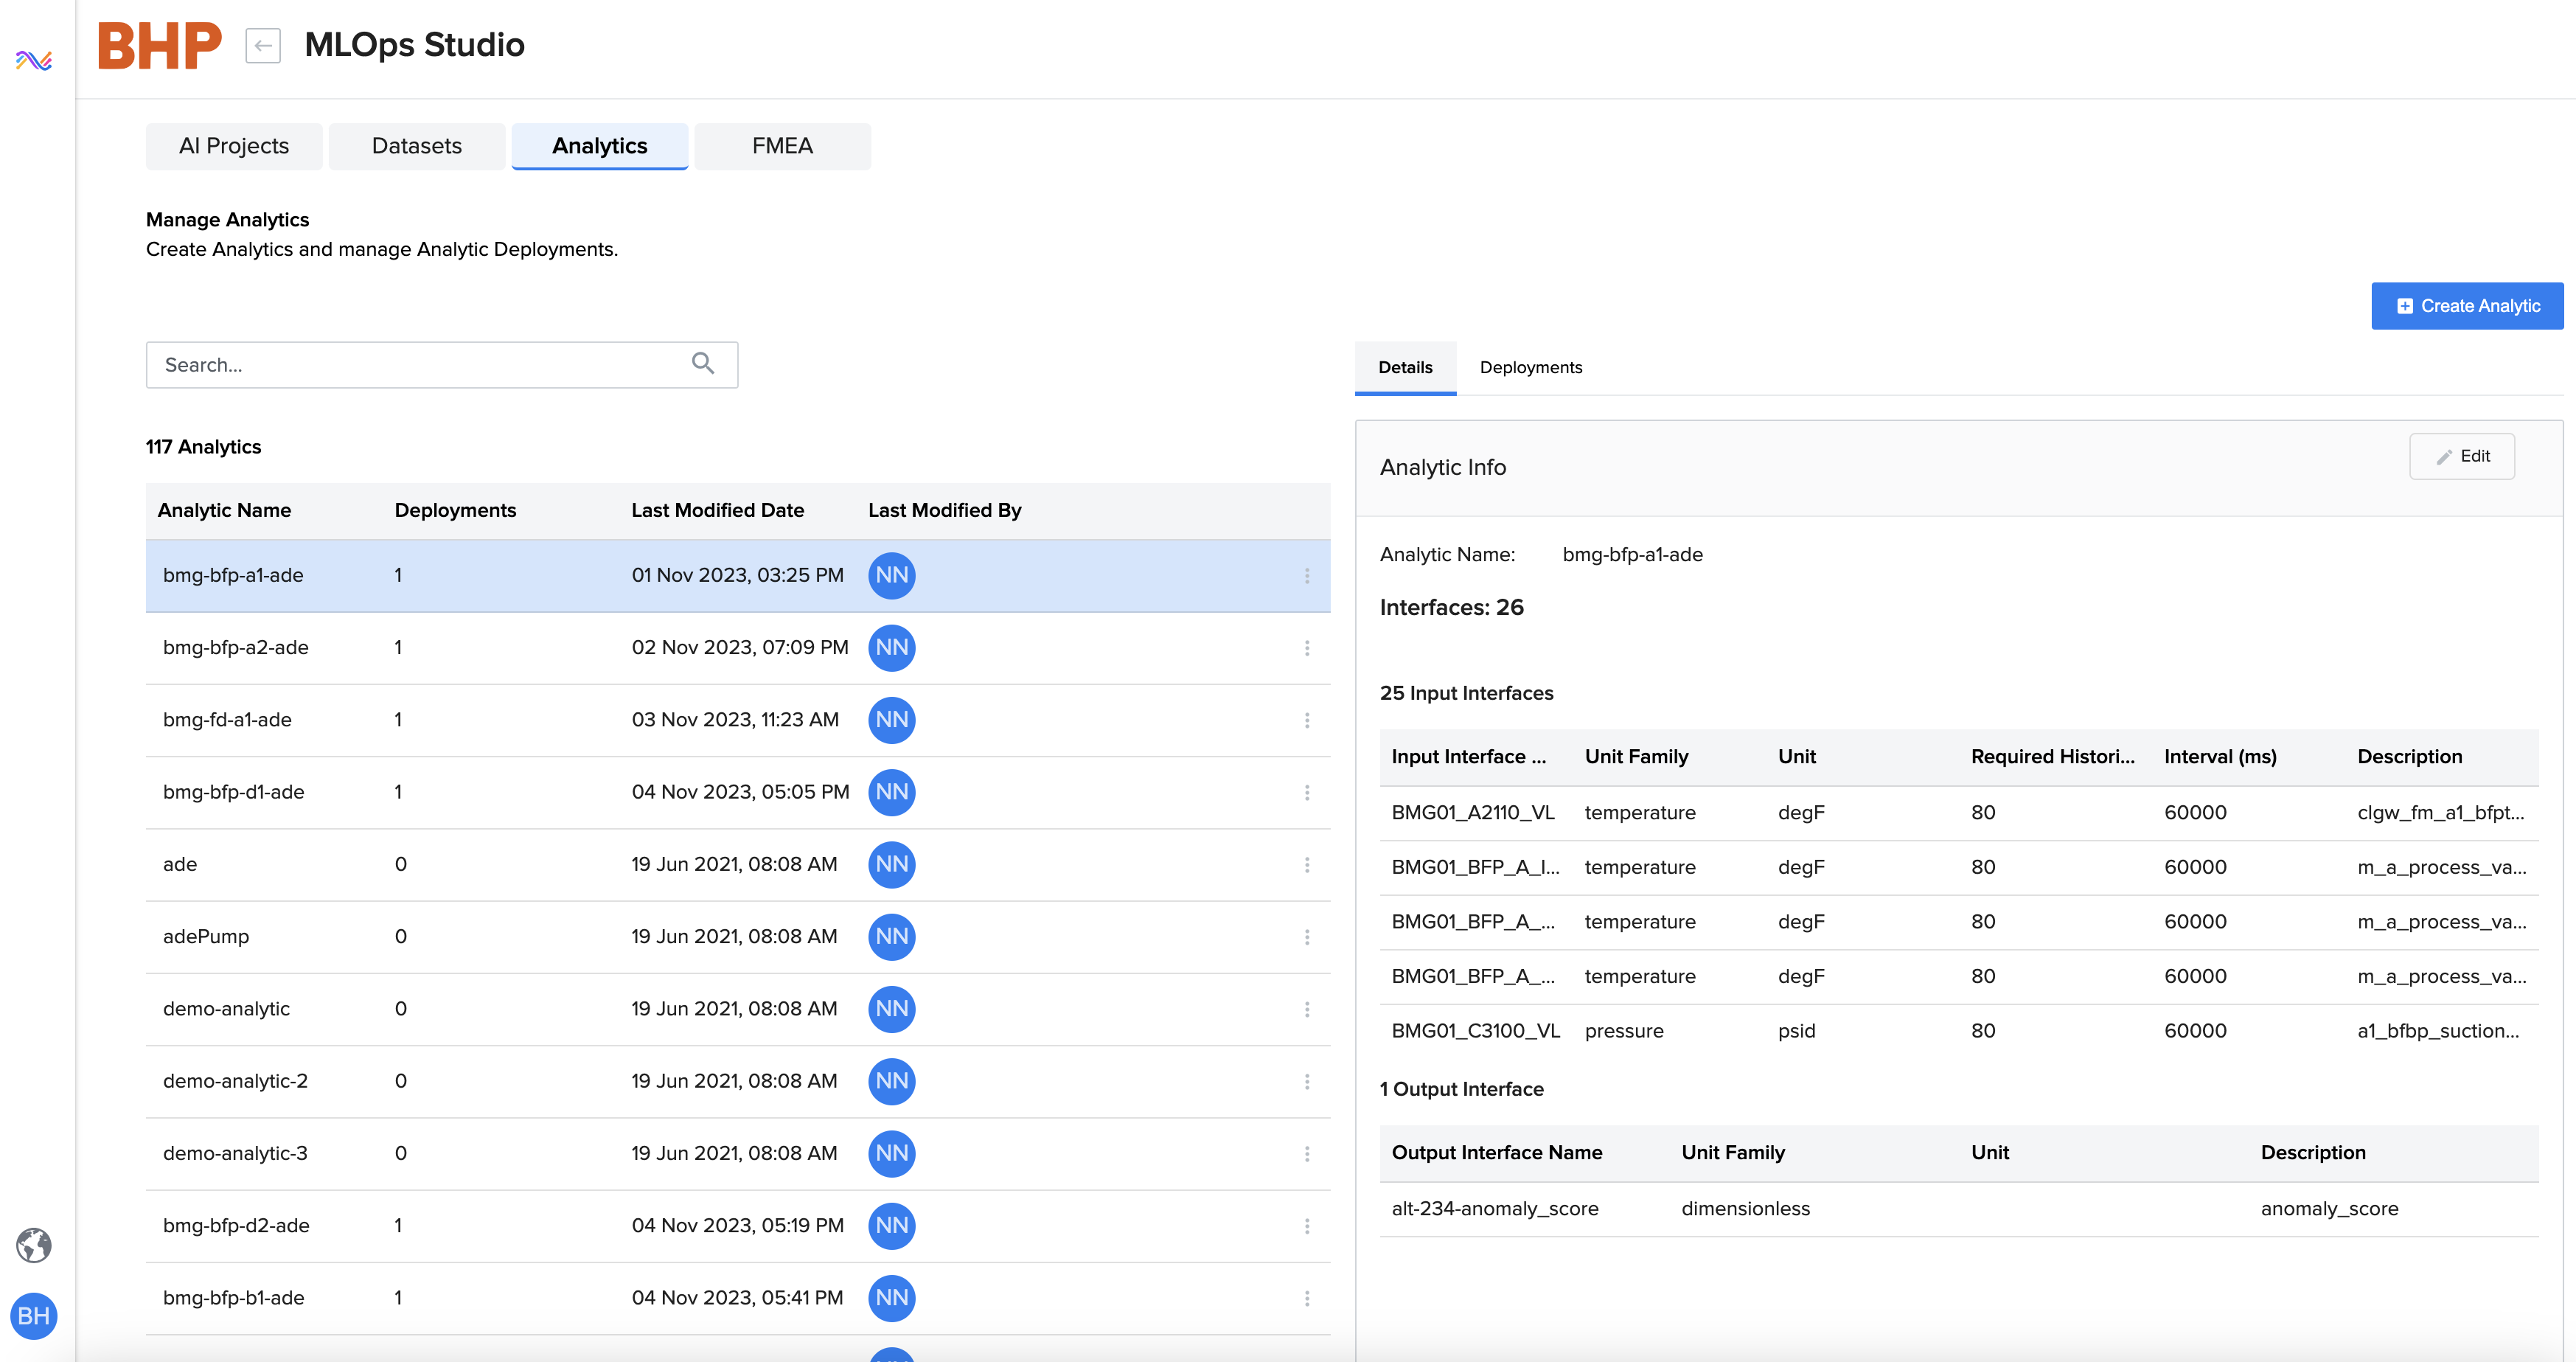 BHP
MLOps Studio
AI Projects Datasets Analytics FMEA
Manage Analytics
Create Analytics and manage Analytic Deployments.
Create Analytic
Search...
117 Analytics
Analytic Name Deployments Last Modified Date Last Modified By
bmg-bfp-a1-ade 1 01 Nov 2023, 03:25 PM NN
bmg-bfp-a2-ade 1 02 Nov 2023, 07:09 PM NN
bmg-fd-a1-ade 1 03 Nov 2023, 11:23 AM NN
bmg-bfp-d1-ade 1 04 Nov 2023, 05:05 PM NN
ade 0 19 Jun 2021, 08:08 AM NN
adePump 0 19 Jun 2021, 08:08 AM NN
demo-analytic 0 19 Jun 2021, 08:08 AM NN
demo-analytic-2 0 19 Jun 2021, 08:08 AM NN
demo-analytic-3 0 19 Jun 2021, 08:08 AM NN
bmg-bfp-d2-ade 1 04 Nov 2023, 05:19 PM NN
bmg-bfp-b1-ade 1 04 Nov 2023, 05:41 PM NN
Details Deployments
Analytic Info
Edit
Analytic Name: bmg-bfp-a1-ade
Interfaces: 26
25 Input Interfaces
Input Interface ... Unit Family Unit Required Histori... Interval (ms) Description
BMG01_A2110_VL temperature degF 80 60000 clgw_fm_a1_bfpt...
BMG01_BFP_A_I... temperature degF 80 60000 m_a_process_va...
BMG01_BFP_A_... temperature degF 80 60000 m_a_process_va...
BMG01_BFP_A_... temperature degF 80 60000 m_a_process_va...
BMG01_C3100_VL pressure psid 80 60000 a1_bfbp_suction...
1 Output Interface
Output Interface Name Unit Family Unit Description
alt-234-anomaly_score dimensionless anomaly_score
BH